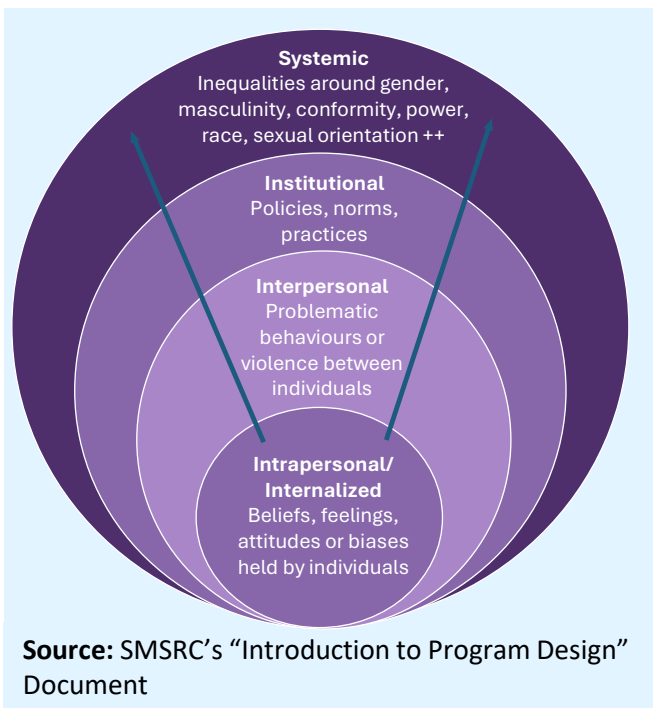 Systemic
Inequalities around gender,
masculinity, conformity, power,
race, sexual orientation ++
Institutional
Policies, norms,
practices
Interpersonal
Problematic
behaviours or
violence between
individuals
Intrapersonal/
Internalized
Beliefs, feelings,
attitudes or biases
held by individuals
Source: SMSRC’s “Introduction to Program Design”
Document